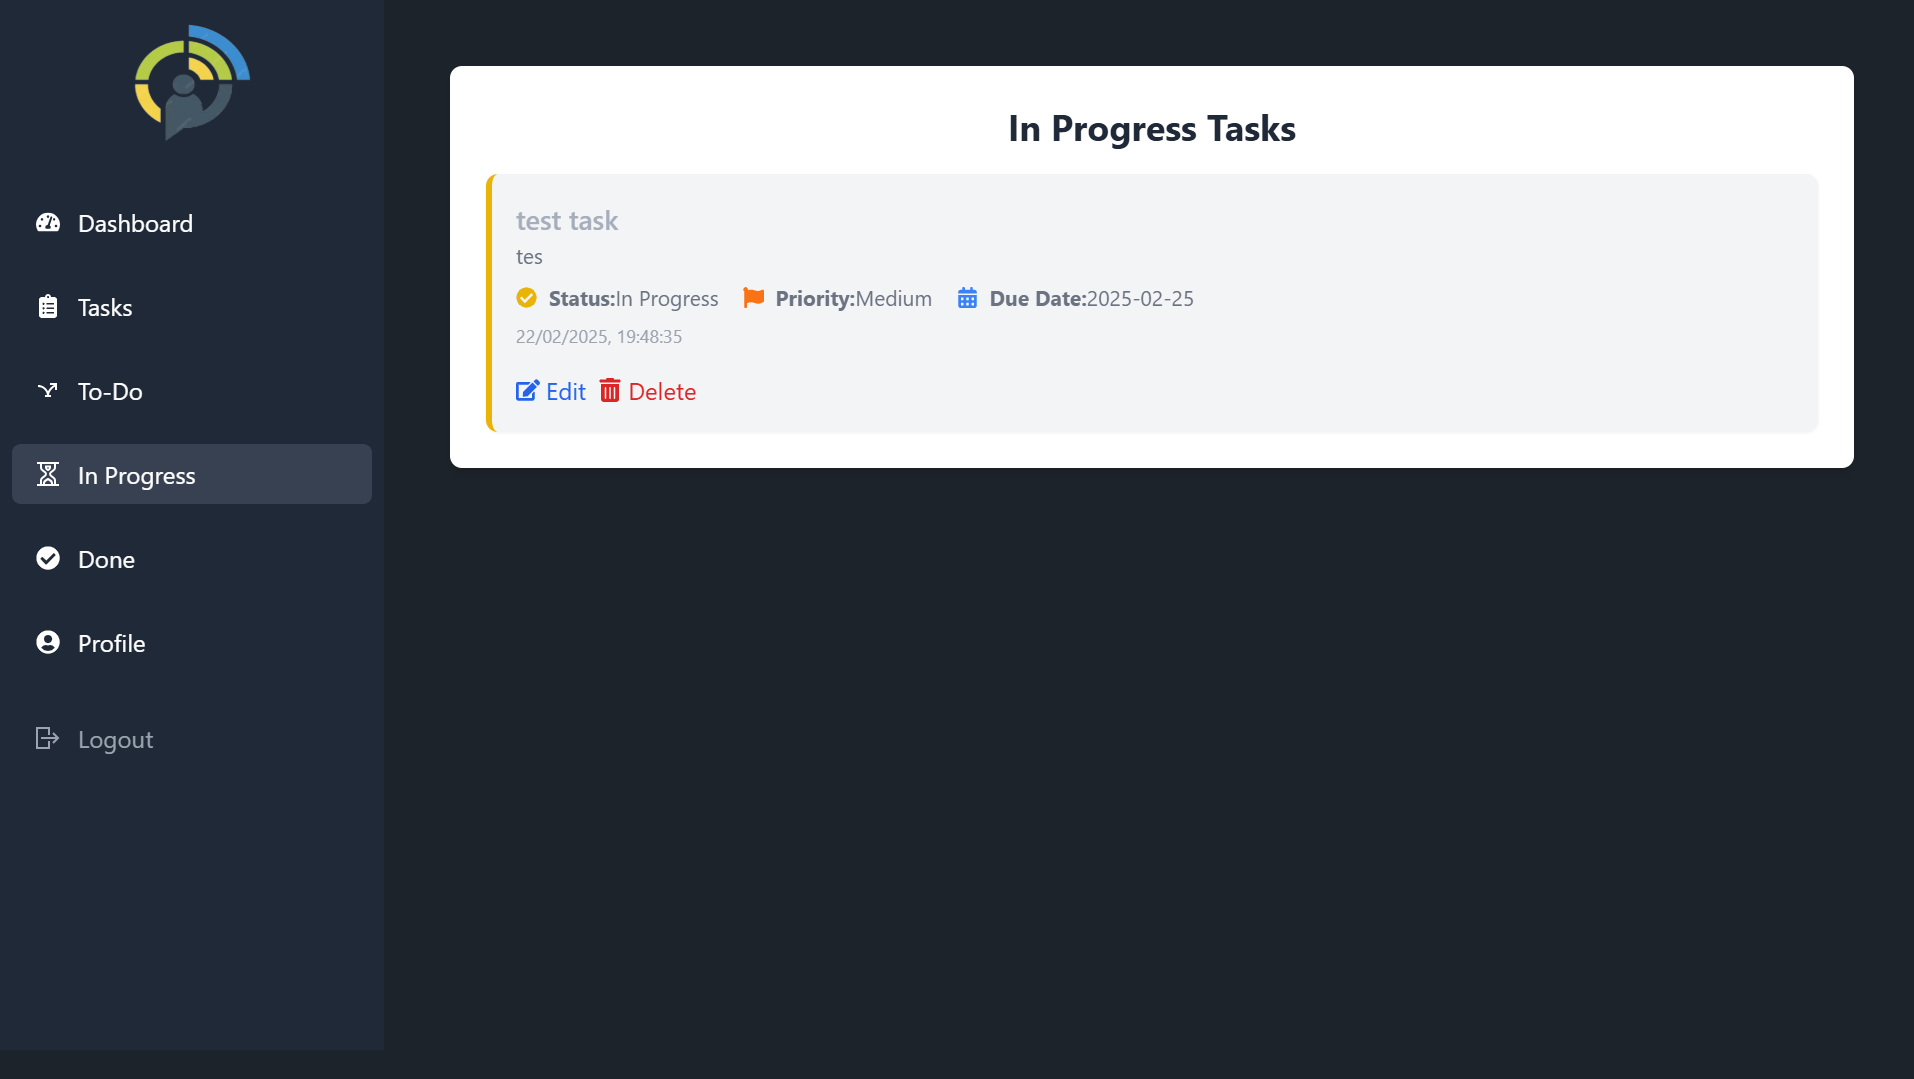 Dashboard
Tasks
To-Do
In Progress
Done
Profile
Logout
In Progress Tasks
test task
tes
Status:In Progress Priority:Medium Due Date:2025-02-25
22/02/2025, 19:48:35
Edit Delete